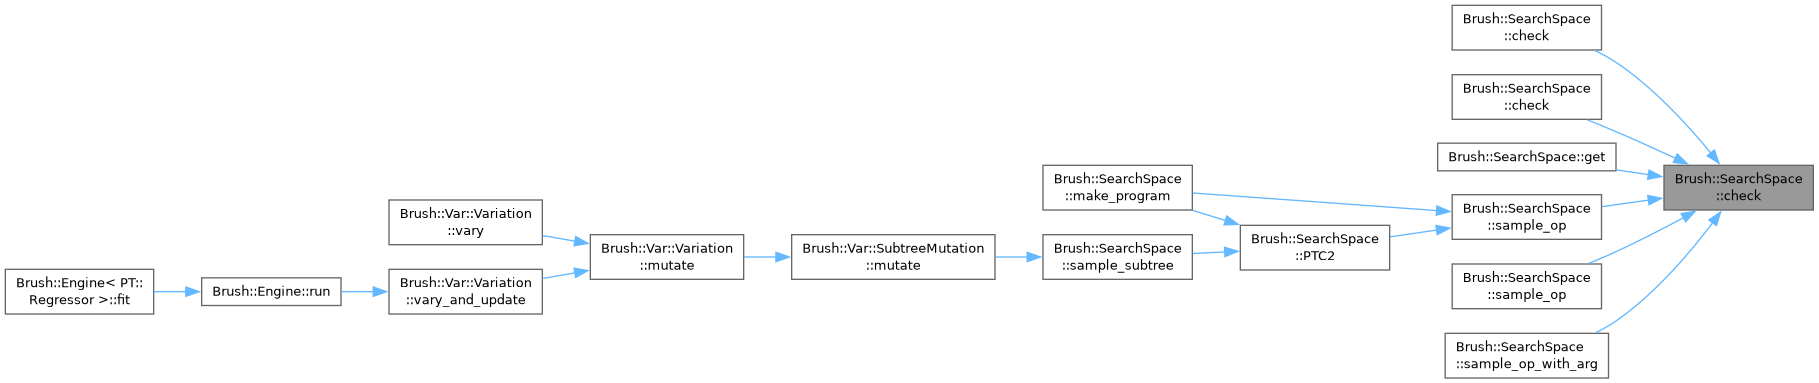 Brush::SearchSpace
::check
Brush::SearchSpace
::check
Brush::SearchSpace::get
Brush::SearchSpace
::check
Brush::SearchSpace
::make_program
Brush::SearchSpace
::sample_op
Brush::Var::Variation
::vary
Brush::SearchSpace
::PTC2
Brush::Var::Variation
::mutate
Brush::Var::SubtreeMutation
::mutate
Brush::SearchSpace
::sample_subtree
Brush::Engine< PT::
Regressor >::fit
Brush::Engine::run
Brush::Var::Variation
::vary_and_update
Brush::SearchSpace
::sample_op
Brush::SearchSpace
::sample_op_with_arg